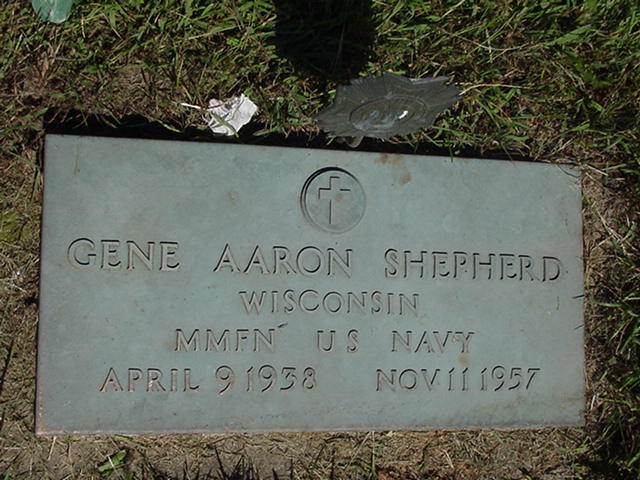 GENE AARON SHEPHERD
WISCONSIN
MMFN US NAVY
APRIL 9 1938 NOV 11 1957